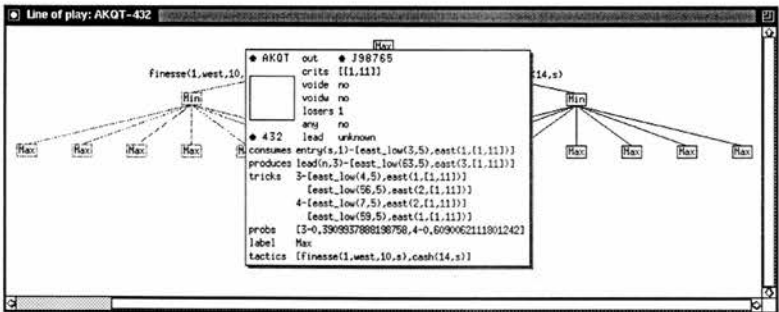 Line of play: AKQT-432
Max
finesse(1,west,10, 14,s)
Min Min
Max Max Max Max Max Max Max
♠ AKQT out ♠ J98765
crits [[1,11]]
voide no
voidw no
losers 1
any no
♠ 432 lead unknown
consumes entry(s,1)-[east_low(3,5),east(1,[1,11])]
produces lead(n,3)-[east_low(63,5),east(3,[1,11])]
tricks 3-[east_low(4,5),east(1,[1,11])]
[east_low(56,5),east(2,[1,11])]
4-[east_low(7,5),east(2,[1,11])]
[east_low(59,5),east(1,[1,11])]
probs [3-0.3909937888198758,4-0.6090062111801242]
label Max
tactics [finesse(1,west,10,s),cash(14,s)]